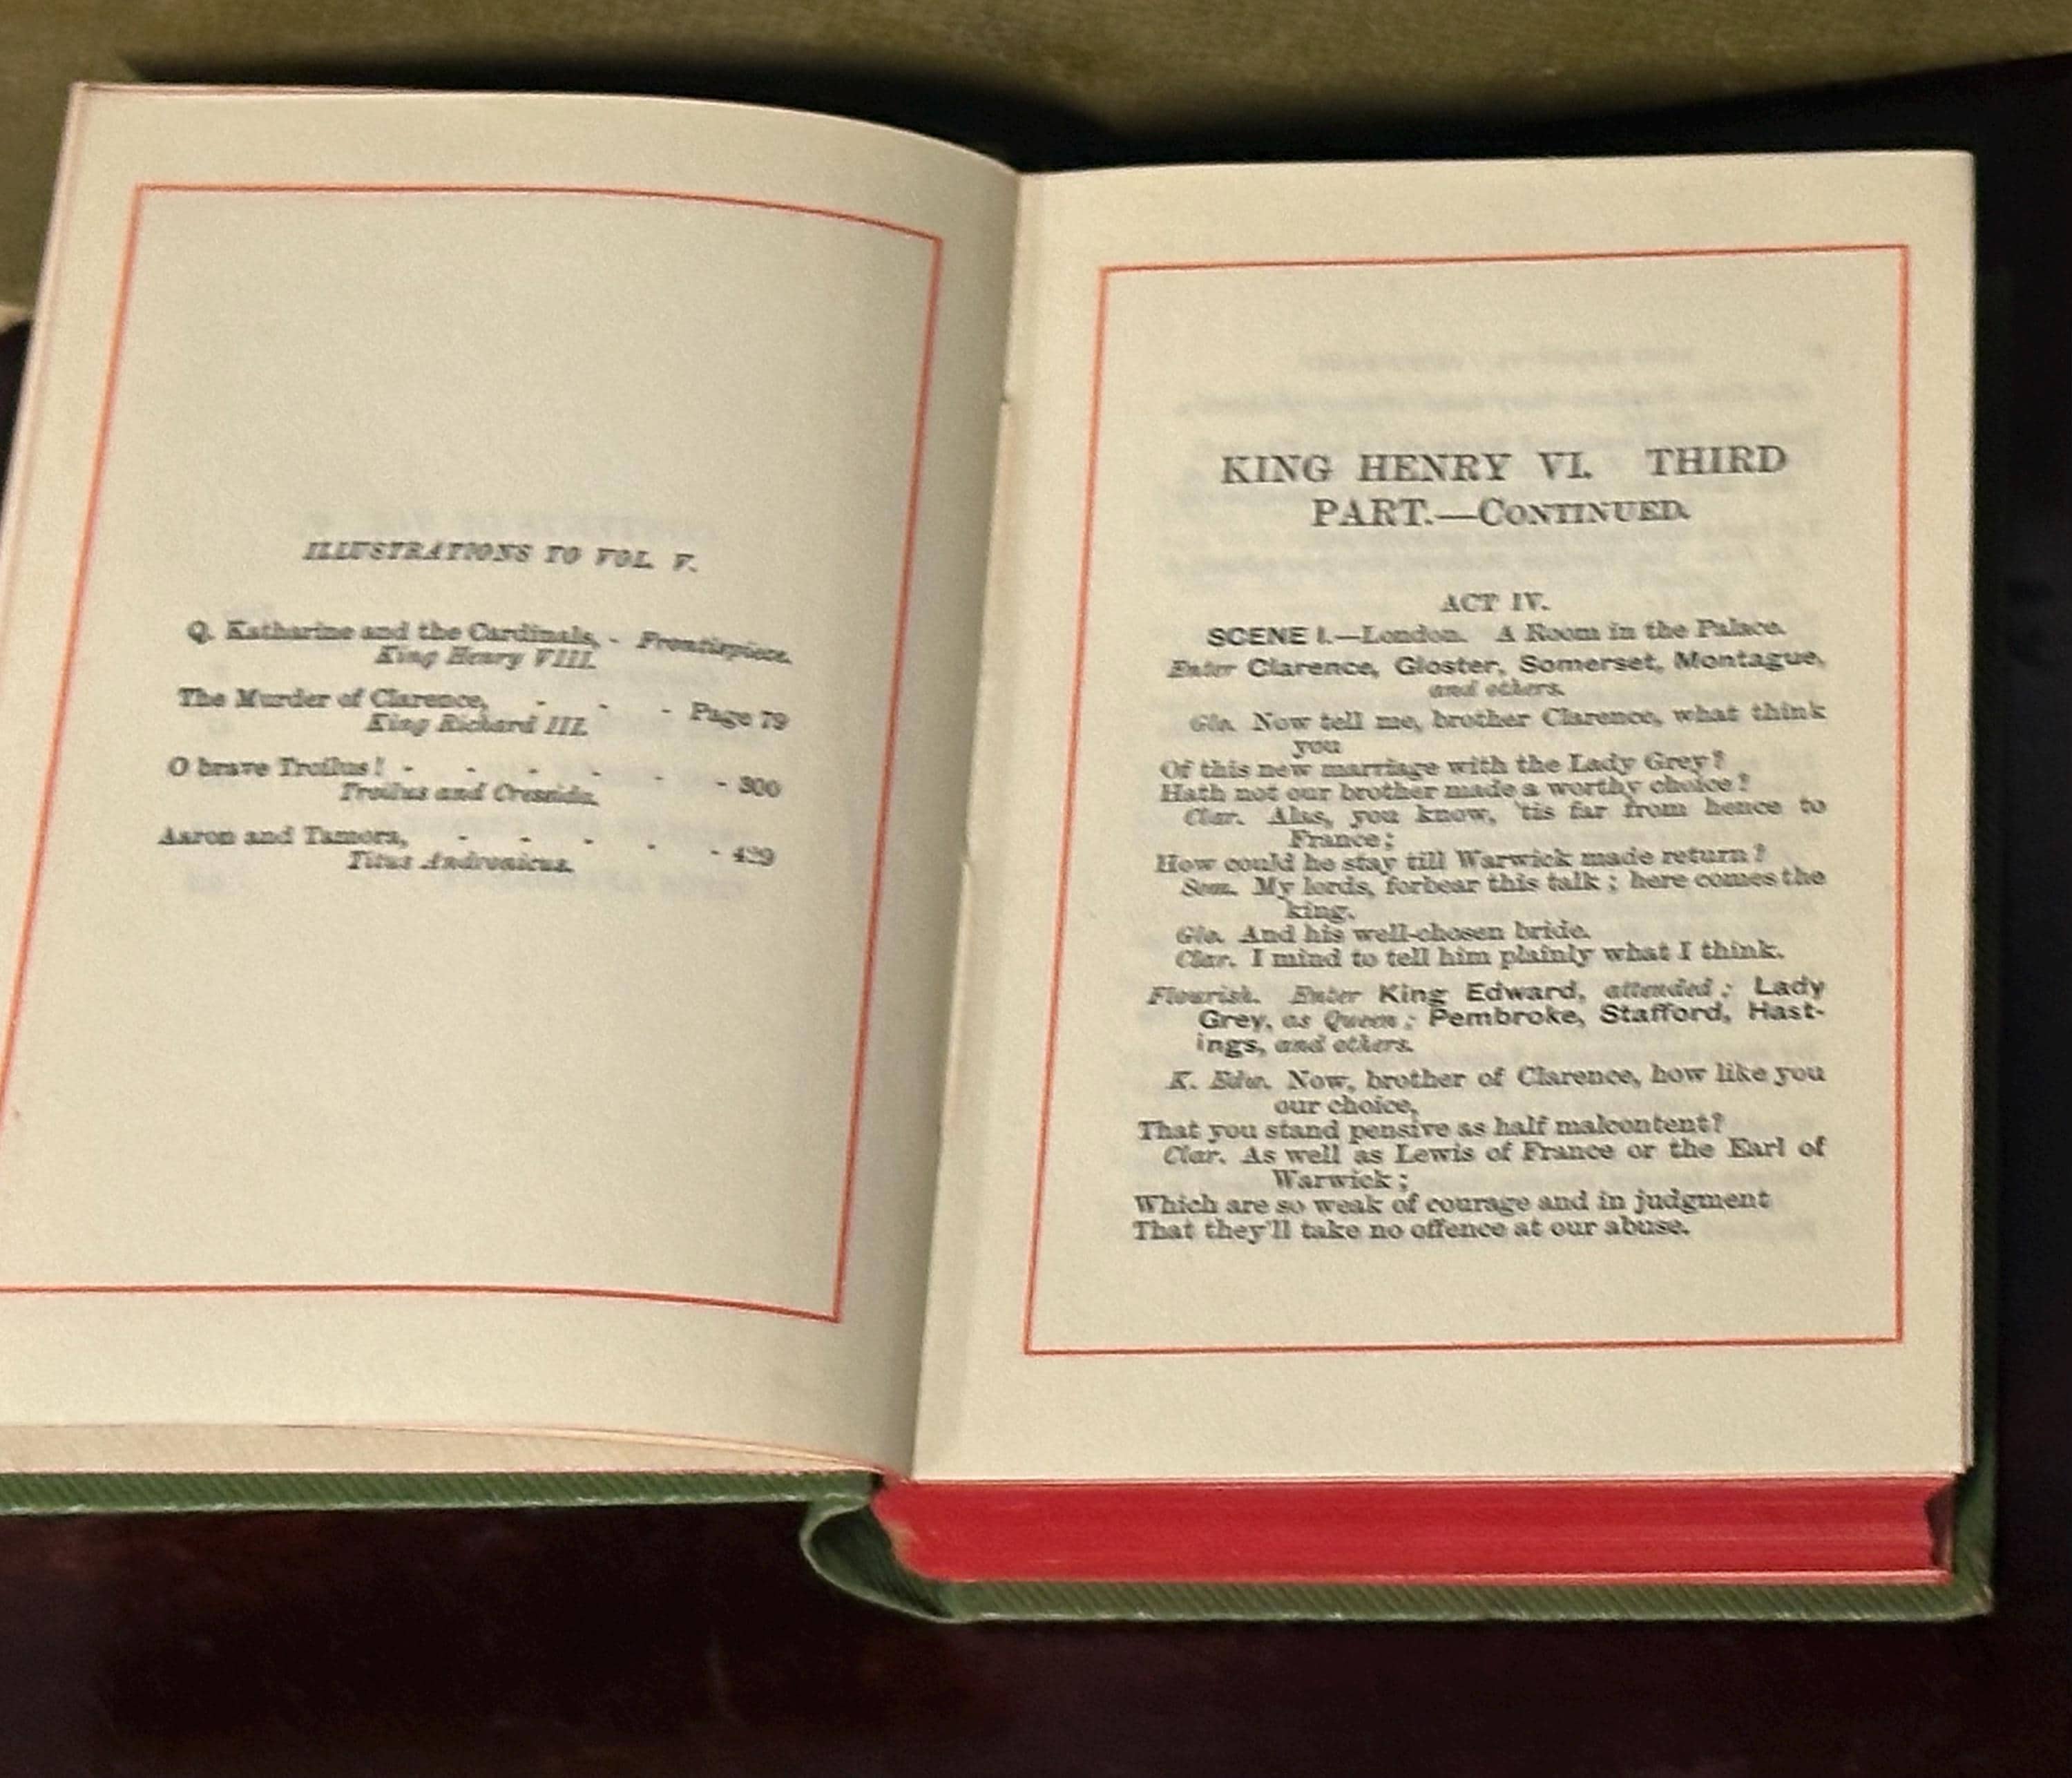 ILLUSTRATIONS TO VOL. V.
Q. Katharine and the Cardinals, - Frontispiece.
King Henry VIII.
The Murder of Clarence, - - - Page 79
King Richard III.
O brave Troilus! - - - - - - 300
Troilus and Cressida.
Aaron and Tamora, - - - - - 429
Titus Andronicus.
KING HENRY VI. THIRD
PART.—CONTINUED.
ACT IV.
SCENE I.—London. A Room in the Palace.
Enter Clarence, Gloster, Somerset, Montague,
and others.
Glo. Now tell me, brother Clarence, what think
you
Of this new marriage with the Lady Grey?
Hath not our brother made a worthy choice?
Clar. Alas, you know, 'tis far from hence to
France;
How could he stay till Warwick made return?
Som. My lords, forbear this talk; here comes the
king.
Glo. And his well-chosen bride.
Clar. I mind to tell him plainly what I think.
Flourish. Enter King Edward, attended; Lady
Grey, as Queen; Pembroke, Stafford, Hast-
ings, and others.
K. Edw. Now, brother of Clarence, how like you
our choice,
That you stand pensive as half malcontent?
Clar. As well as Lewis of France or the Earl of
Warwick;
Which are so weak of courage and in judgment
That they'll take no offence at our abuse.